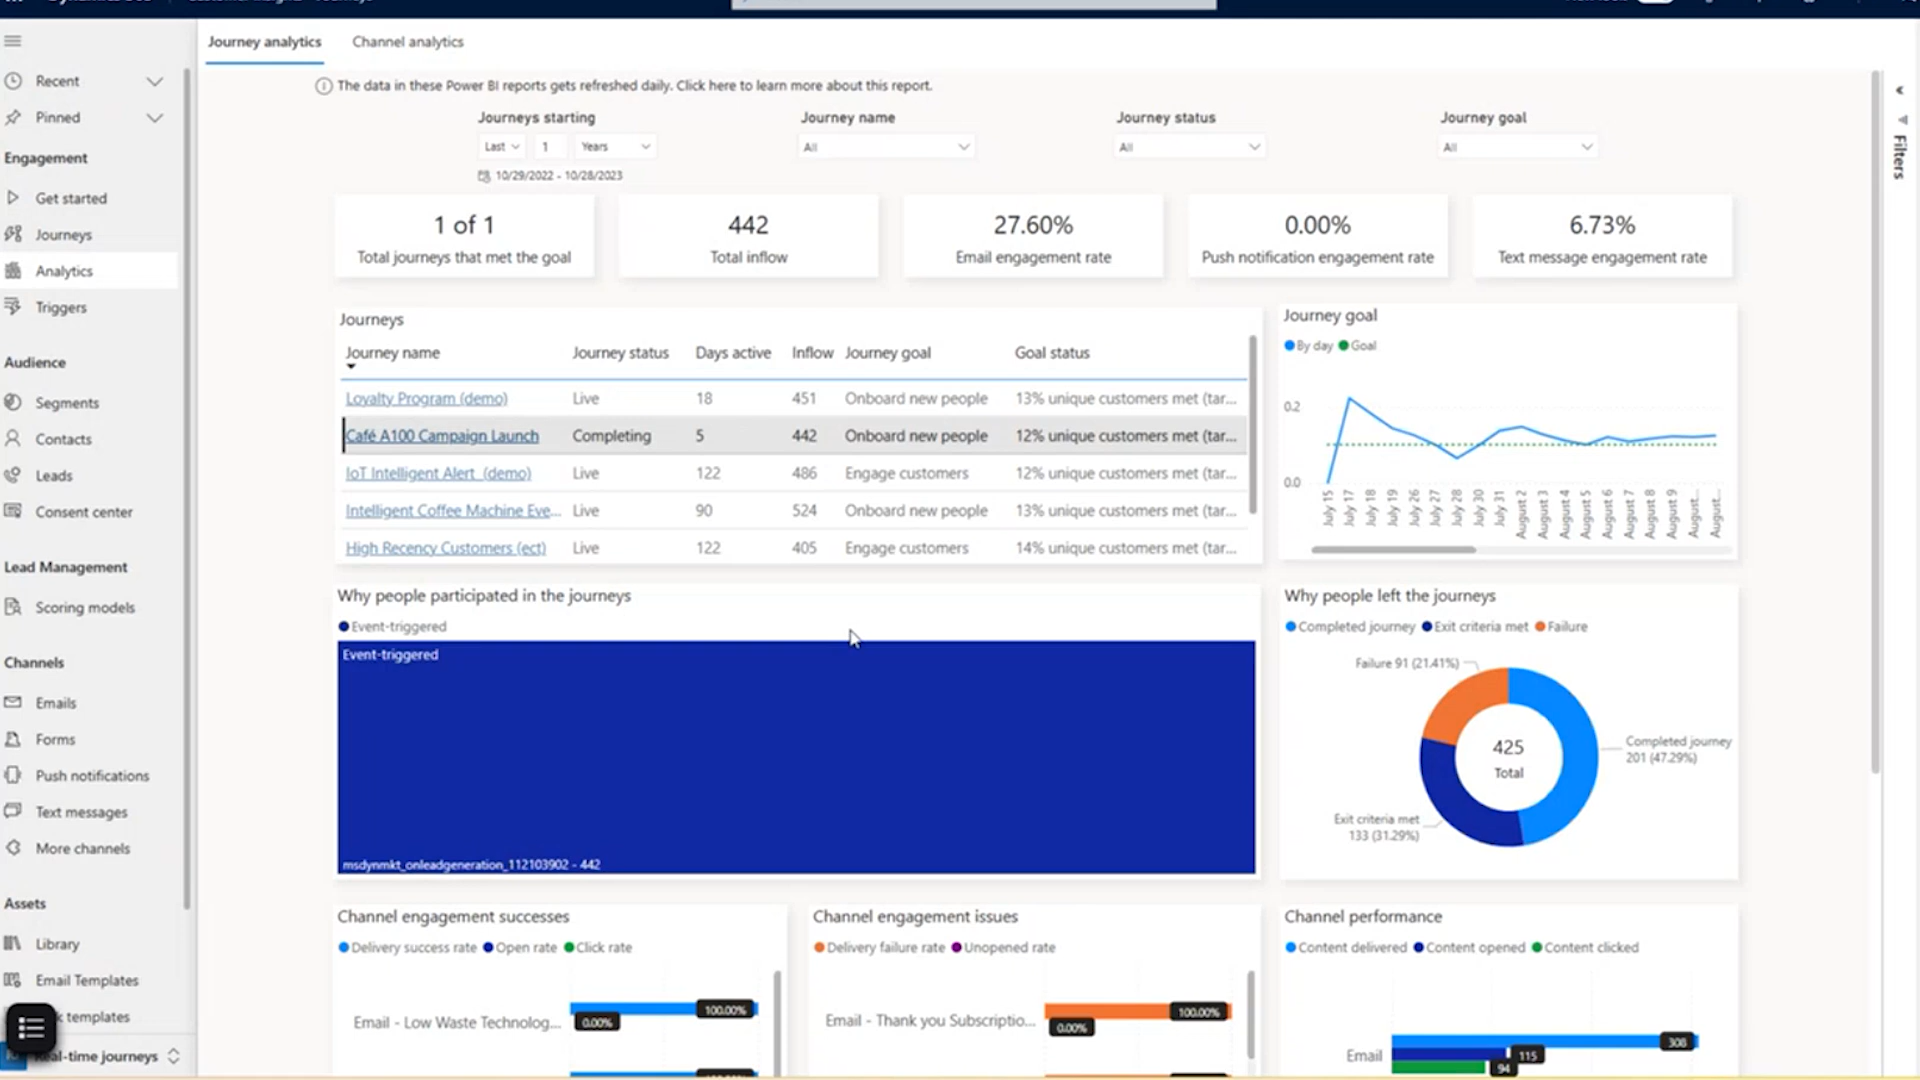 Journey analytics
Channel analytics
The data in these Power BI reports gets refreshed daily. Click here to learn more about this report.
Recent
Pinned
Engagement
Get started
Journeys
Analytics
Triggers
Audience
Segments
Contacts
Leads
Consent center
Lead Management
Scoring models
Channels
Emails
Forms
Push notifications
Text messages
More channels
Assets
Library
Email Templates
templates
Real-time journeys
Journeys starting
Last
1
Years
10/29/2022 - 10/28/2023
Journey name
All
Journey status
All
Journey goal
All
Filters
1 of 1
Total journeys that met the goal
442
Total inflow
27.60%
Email engagement rate
0.00%
Push notification engagement rate
6.73%
Text message engagement rate
Journeys
Journey name Journey status Days active Inflow Journey goal Goal status
Loyalty Program (demo) Live 18 451 Onboard new people 13% unique customers met (tar...
Café A100 Campaign Launch Completing 5 442 Onboard new people 12% unique customers met (tar...
IoT Intelligent Alert (demo) Live 122 486 Engage customers 12% unique customers met (tar...
Intelligent Coffee Machine Eve... Live 90 524 Onboard new people 13% unique customers met (tar...
High Recency Customers (ect) Live 122 405 Engage customers 14% unique customers met (tar...
Journey goal
By day Goal
0.2
0.0
July 15
July 17
July 18
July 19
July 26
July 27
July 28
July 30
July 31
August 2
August 3
August 4
August 5
August 6
August 7
August 8
August 9
August...
August...
Why people participated in the journeys
Event-triggered
Event-triggered
msdynmkt_onleadgeneration_112103902 - 442
Why people left the journeys
Completed journey Exit criteria met Failure
Failure 91 (21.41%)
425
Total
Completed journey
201 (47.29%)
Exit criteria met
133 (31.29%)
Channel engagement successes
Delivery success rate Open rate Click rate
Email - Low Waste Technolog...
100.00%
0.00%
Channel engagement issues
Delivery failure rate Unopened rate
Email - Thank you Subscriptio...
100.00%
0.00%
Channel performance
Content delivered Content opened Content clicked
Email
308
115
94